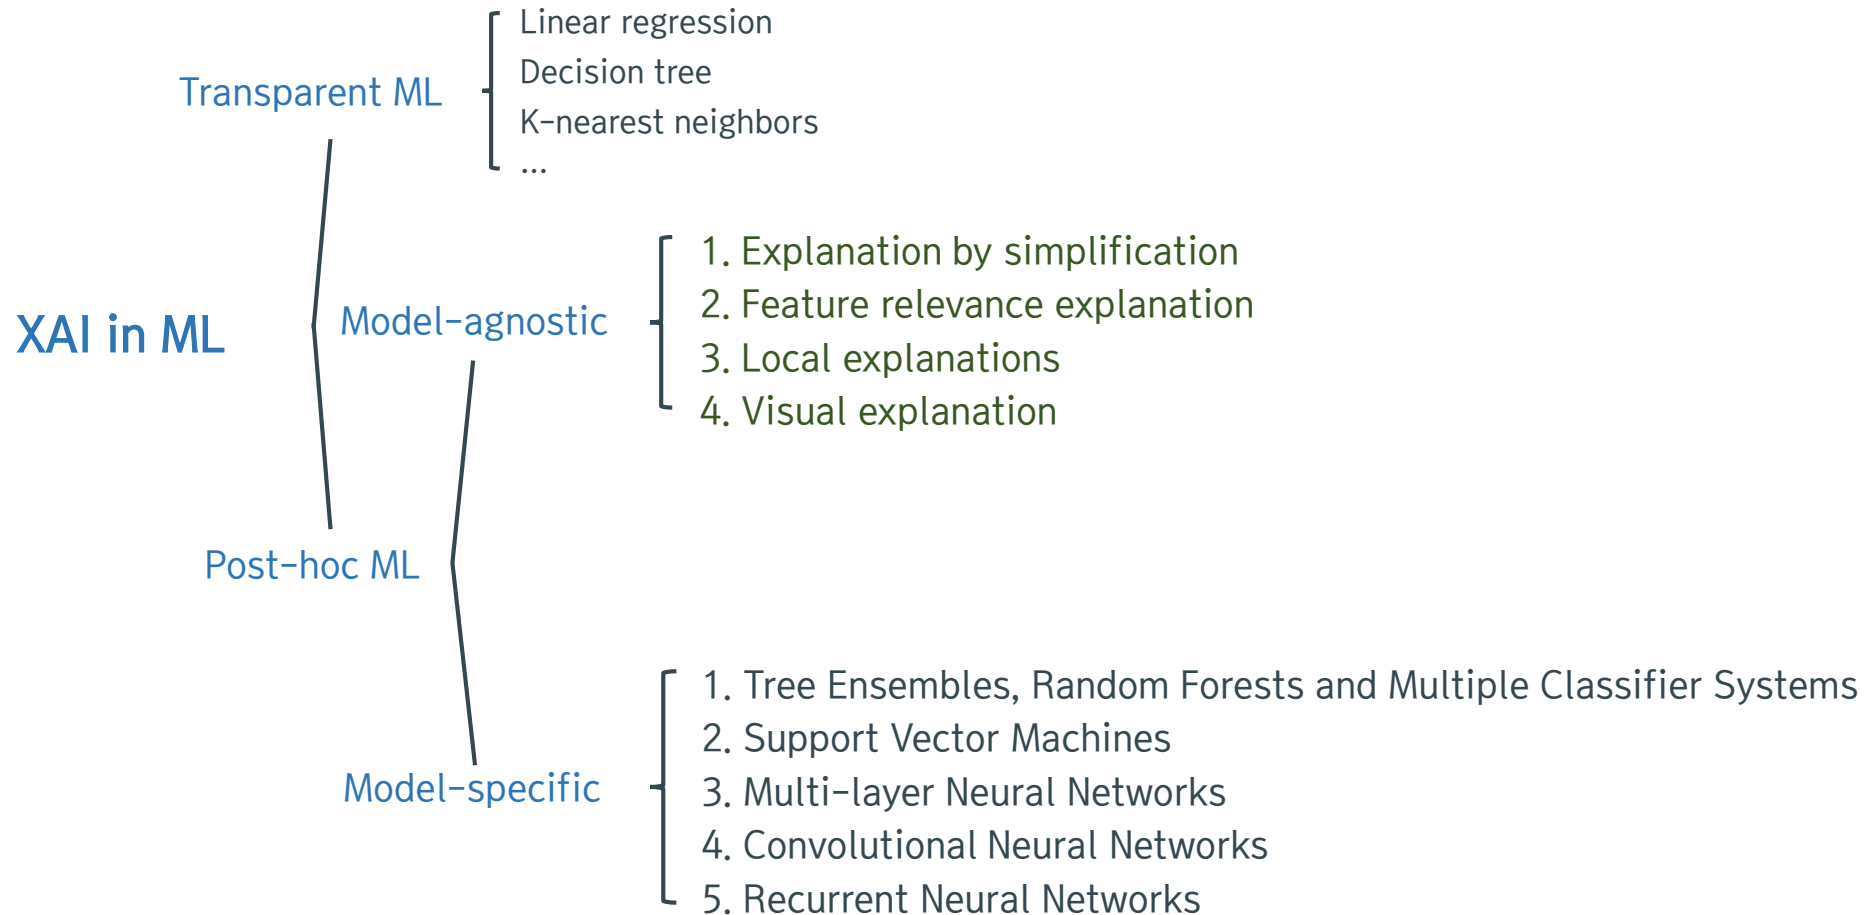 Linear regression
Decision tree
Transparent ML
K-nearest neighbors
...
1. Explanation by simplification
2. Feature relevance explanation
XAI in ML
Model-agnostic
3. Local explanations
4. Visual explanation
Post-hoc ML
1. Tree Ensembles, Random Forests and Multiple Classifier Systems
2. Support Vector Machines
Model-specific
3. Multi-layer Neural Networks
4. Convolutional Neural Networks
5. Recurrent Neural Networks